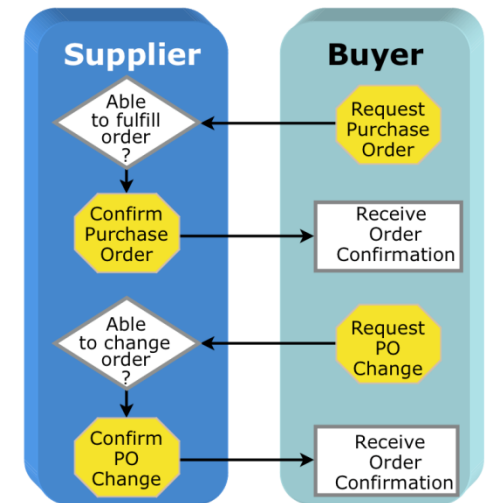 Supplier
Buyer
Able
to fulfill
order
?
Request
Purchase
Order
Confirm
Purchase
Order
Receive
Order
Confirmation
Able
to change
order
?
Request
PO
Change
Confirm
PO
Change
Receive
Order
Confirmation